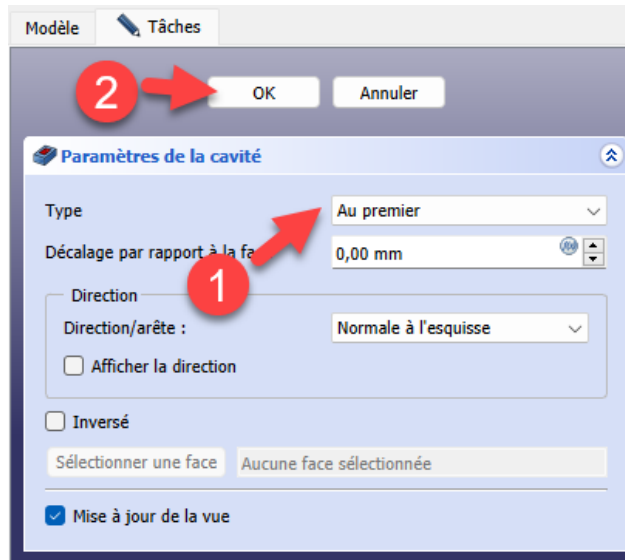 Modèle
Tâches
2
OK
Annuler
Paramètres de la cavité
Type
Au premier
Décalage par rapport à la fa
0,00 mm
1
Direction
Direction/arête :
Normale à l'esquisse
Afficher la direction
Inversé
Sélectionner une face
Aucune face sélectionnée
Mise à jour de la vue